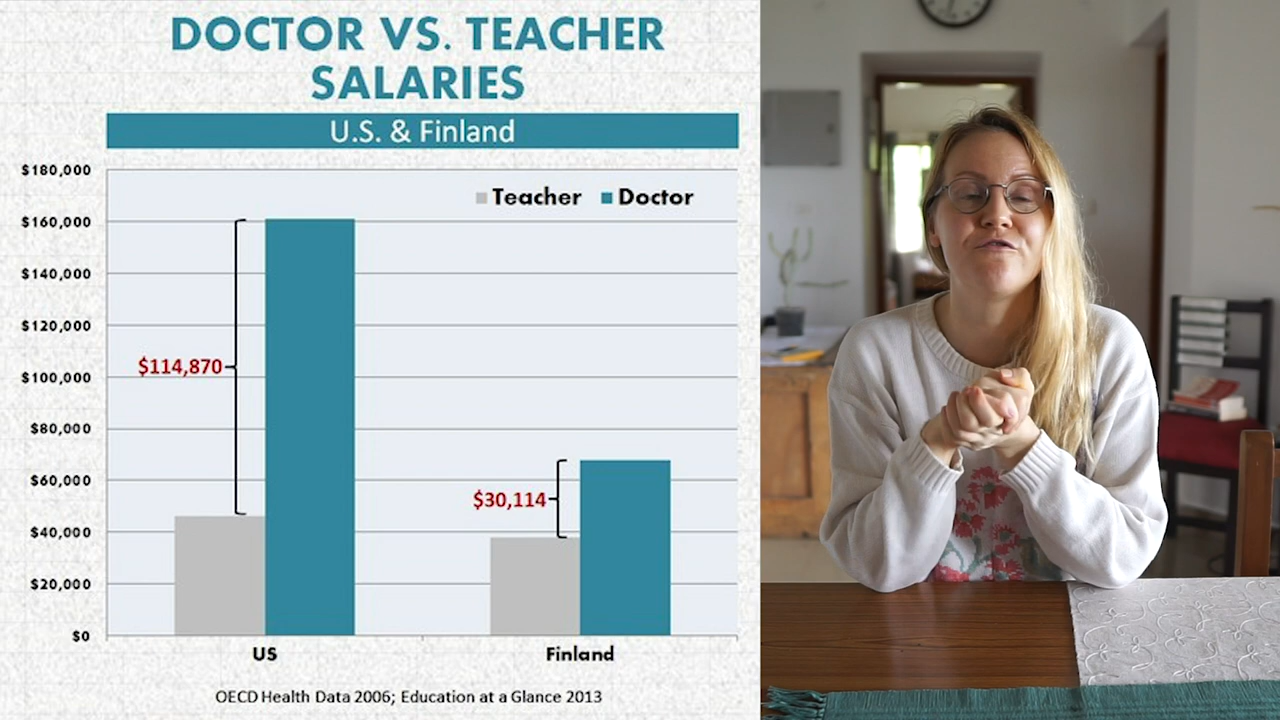 DOCTOR VS. TEACHER
SALARIES
U.S. & Finland
$180,000
Teacher Doctor
$160,000
$140,000
$120,000
$114,870
$100,000
$80,000
$60,000
$30,114
$40,000
$20,000
$0
US Finland
OECD Health Data 2006; Education at a Glance 2013